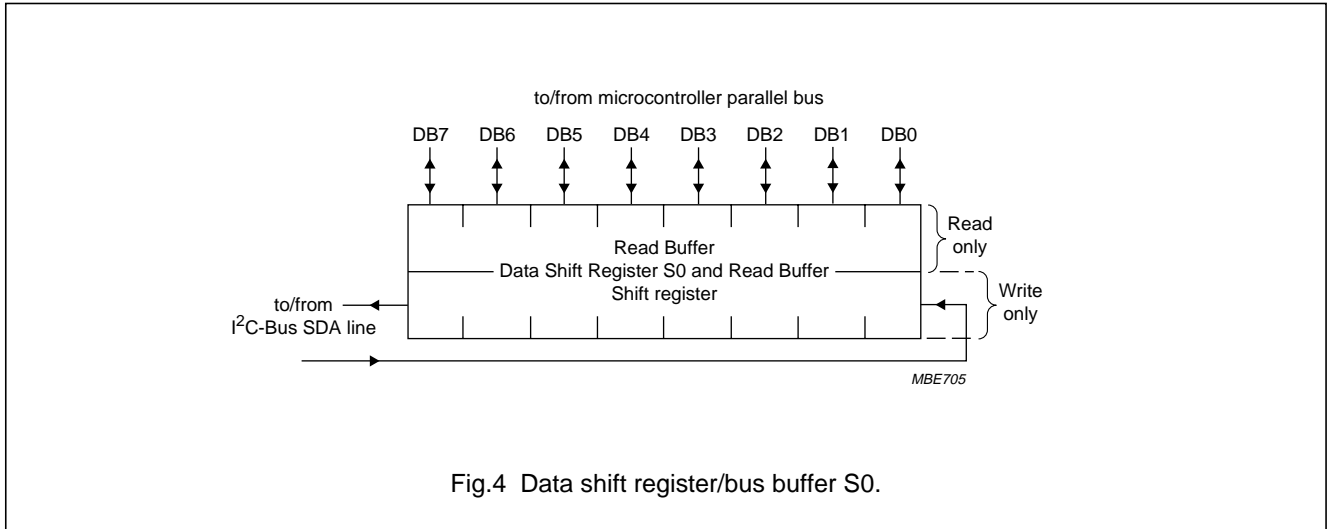 to/from microcontroller parallel bus
DB7 DB6 DB5 DB4 DB3 DB2 DB1 DB0
Read Buffer
Data Shift Register S0 and Read Buffer
Shift register
Read
only
Write
only
to/from
I²C-Bus SDA line
MBE705
Fig.4 Data shift register/bus buffer S0.